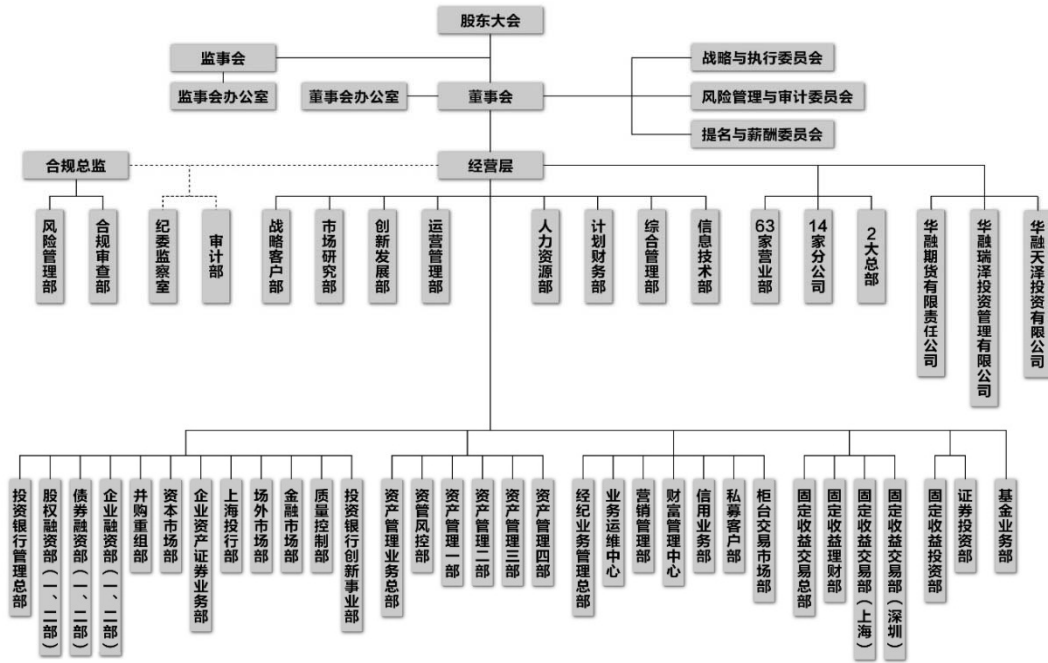 股东大会
监事会
战略与执行委员会
监事会办公室
董事会办公室
董事会
风险管理与审计委员会
提名与薪酬委员会
合规总监
经营层
风险管理部
合规审查部
纪委监察室
审计部
战略客户部
市场研究部
创新发展部
运营管理部
人力资源部
计划财务部
综合管理部
信息技术部
63家营业部
14家分公司
2大总部
华融期货有限责任公司
华融瑞泽投资管理有限公司
华融天泽投资有限公司
投资银行管理总部
股权融资部(一、二部)
债券融资部(一、二部)
企业融资部(一、二部)
并购重组部
资本市场部
企业资产证券业务部
上海投行部
场外市场部
金融市场部
质量控制部
投资银行创新事业部
资产管理业务总部
资管风控部
资产管理一部
资产管理二部
资产管理三部
资产管理四部
经纪业务管理总部
业务运维中心
营销管理部
财富管理中心
信用业务部
私募客户部
柜台交易市场部
固定收益交易总部
固定收益理财部
固定收益交易部(上海)
固定收益交易部(深圳)
固定收益投资部
证券投资部
基金业务部